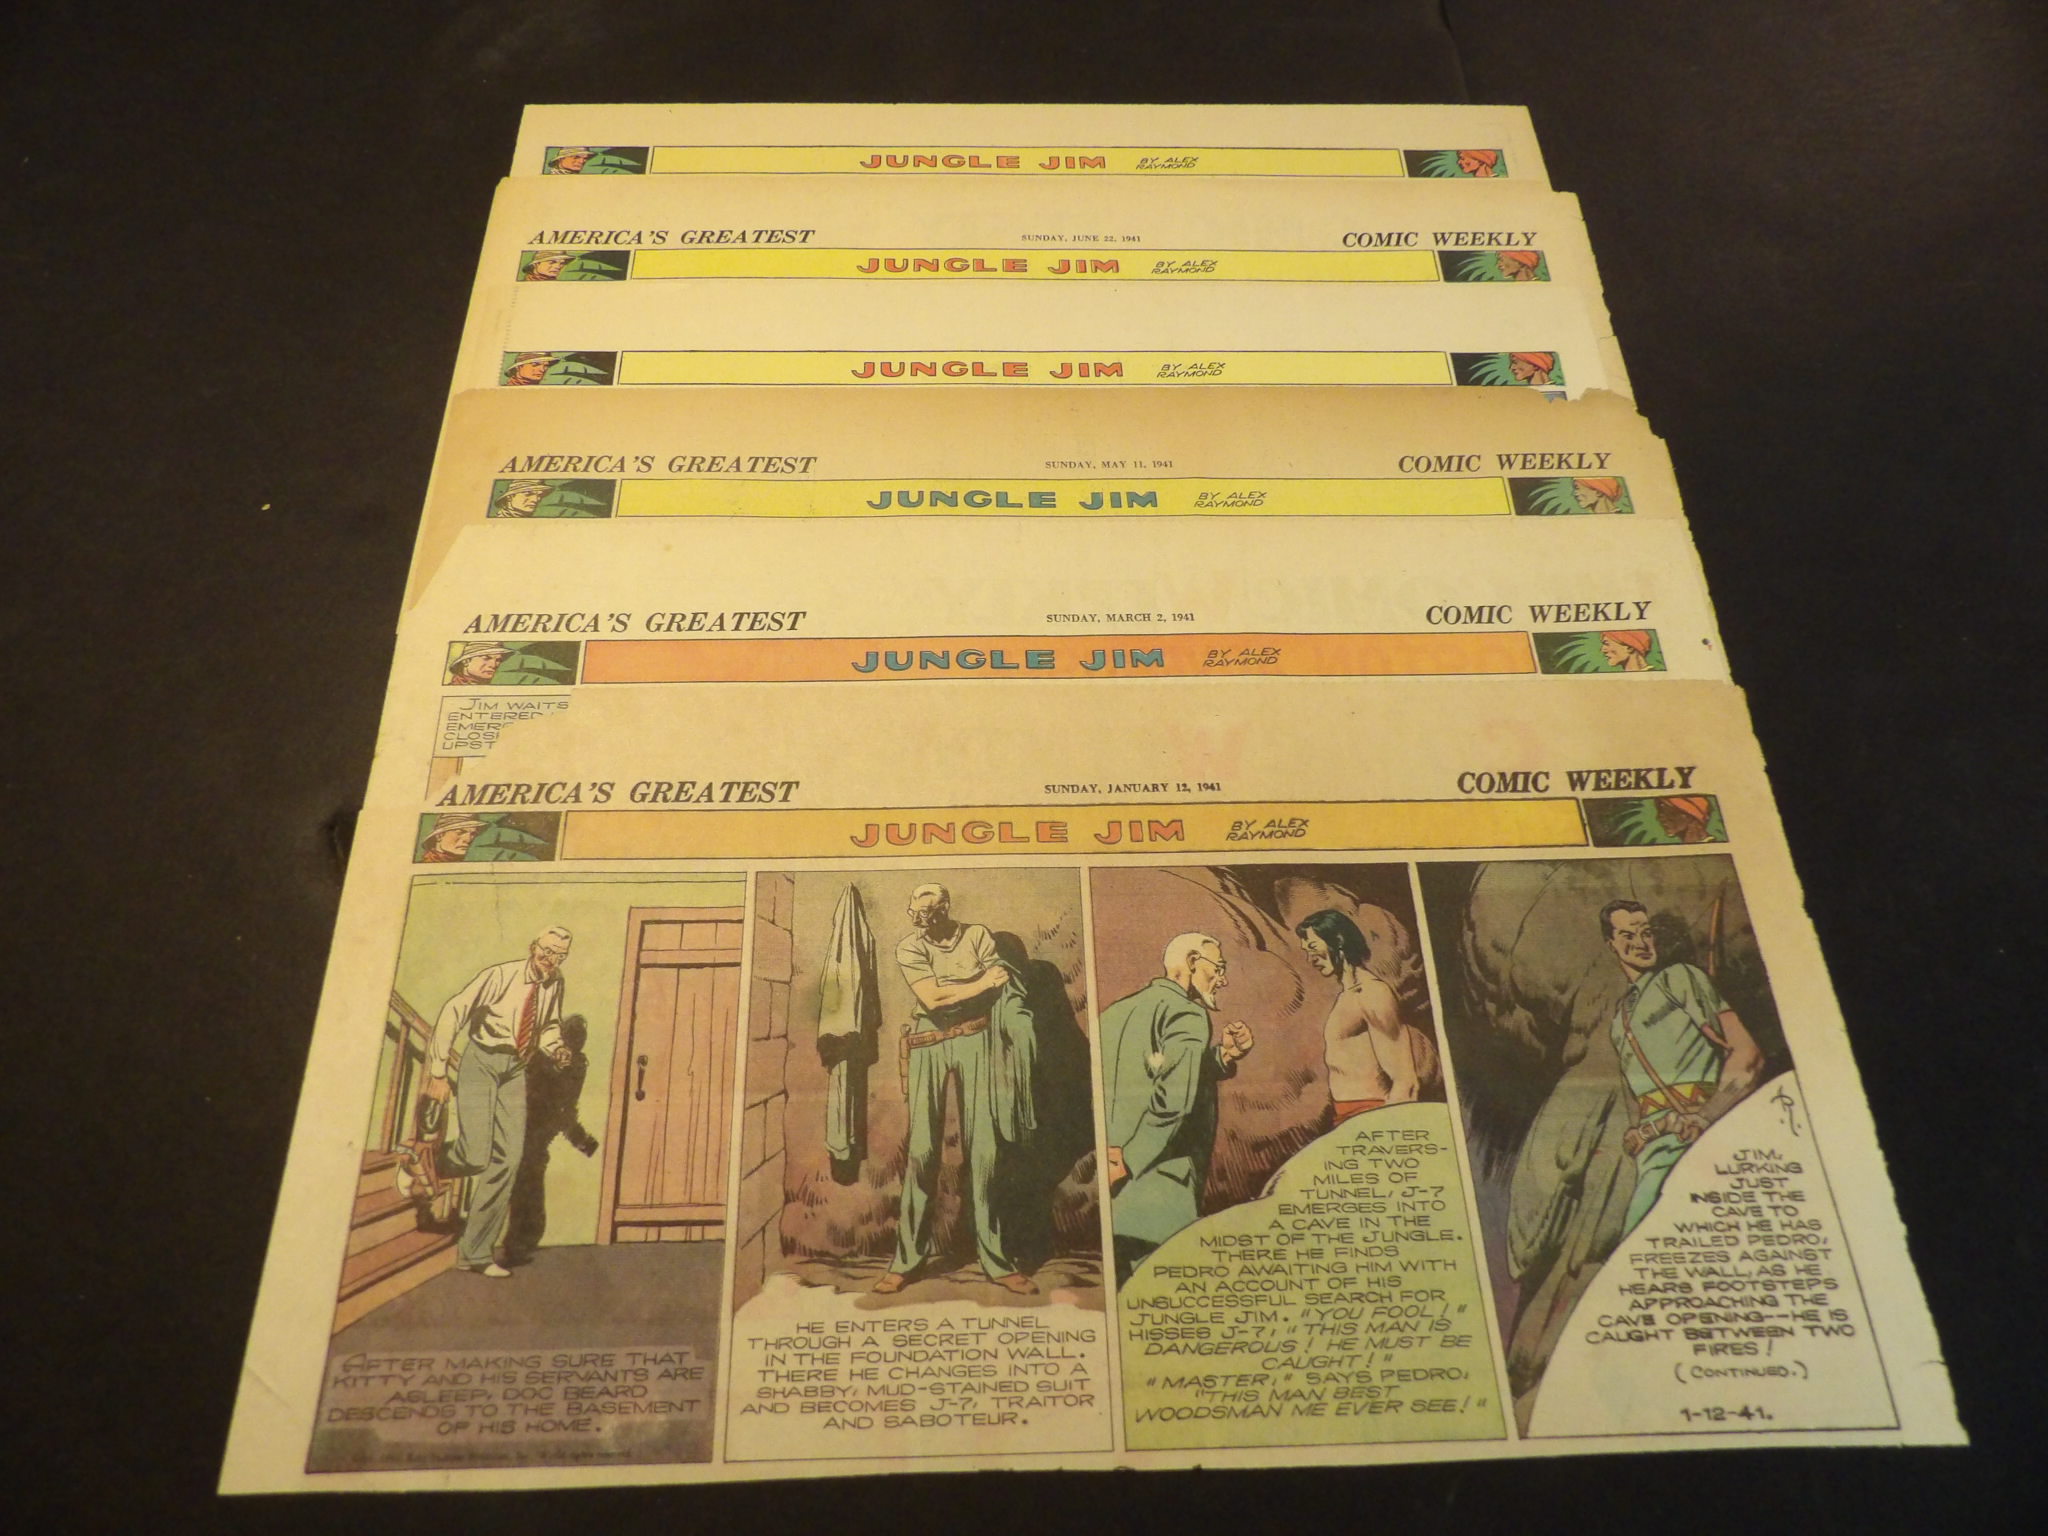 JUNGLE JIM BY ALEX RAYMOND
AMERICA'S GREATEST SUNDAY, JUNE 22, 1941 COMIC WEEKLY
JUNGLE JIM BY ALEX RAYMOND
JUNGLE JIM BY ALEX RAYMOND
AMERICA'S GREATEST SUNDAY, MAY 11, 1941 COMIC WEEKLY
JUNGLE JIM BY ALEX RAYMOND
AMERICA'S GREATEST SUNDAY, MARCH 2, 1941 COMIC WEEKLY
JUNGLE JIM BY ALEX RAYMOND
JIM WAITS
ENTERED
EMER
CLOS
UPST
AMERICA'S GREATEST SUNDAY, JANUARY 12, 1941 COMIC WEEKLY
JUNGLE JIM BY ALEX RAYMOND
AFTER MAKING SURE THAT
KITTY AND HIS SERVANTS ARE
ASLEEP, DOC BEARD
DESCENDS TO THE BASEMENT
OF HIS HOME.
HE ENTERS A TUNNEL
THROUGH A SECRET OPENING
IN THE FOUNDATION WALL.
THERE HE CHANGES INTO A
SHABBY, MUD-STAINED SUIT
AND BECOMES J-7, TRAITOR
AND SABOTEUR.
AFTER
TRAVERS-
ING TWO
MILES OF
TUNNEL, J-7
EMERGES INTO
A CAVE IN THE
MIDST OF THE JUNGLE.
THERE HE FINDS
PEDRO AWAITING HIM WITH
AN ACCOUNT OF HIS
UNSUCCESSFUL SEARCH FOR
JUNGLE JIM. "YOU FOOL!"
HISSES J-7, "THIS MAN IS
DANGEROUS! HE MUST BE
CAUGHT!"
"MASTER," SAYS PEDRO,
"THIS MAN BEST
WOODSMAN ME EVER SEE!"
JIM,
LURKING
JUST
INSIDE THE
CAVE TO
WHICH HE HAS
TRAILED PEDRO,
FREEZES AGAINST
THE WALL, AS HE
HEARS FOOTSTEPS
APPROACHING THE
CAVE OPENING--HE IS
CAUGHT BETWEEN TWO
FIRES!
(CONTINUED.)
1-12-41.